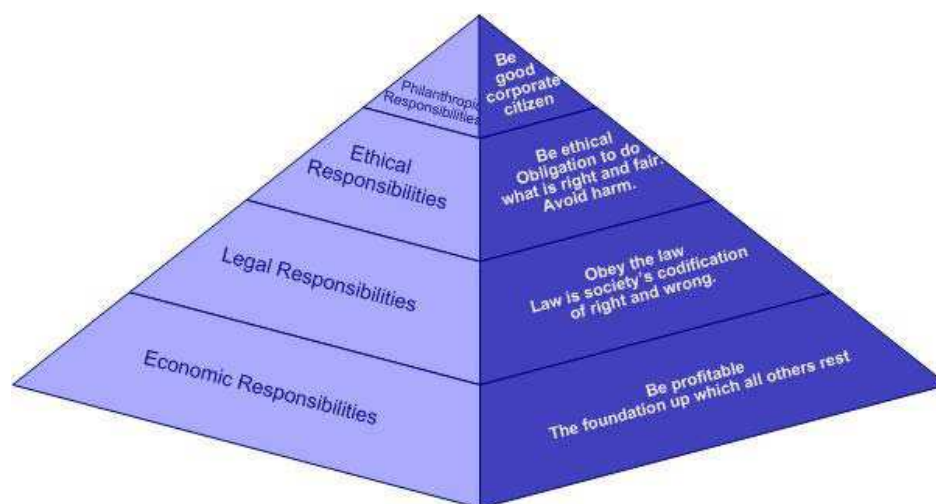 Philanthropic
Responsibilities
Be
good
corporate
citizen
Ethical
Responsibilities
Be ethical
Obligation to do
what is right and fair.
Avoid harm.
Legal Responsibilities
Obey the law
Law is society's codification
of right and wrong.
Economic Responsibilities
Be profitable
The foundation up which all others rest